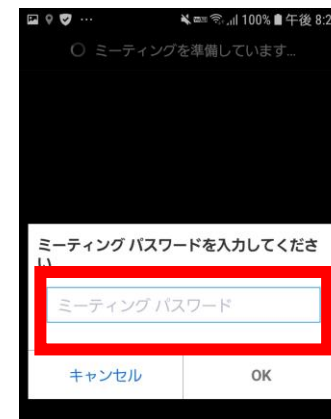 … 100% 午後 8:2
ミーティングを準備しています...
ミーティング パスワードを入力してくださ
い
ミーティング パスワード
キャンセル OK